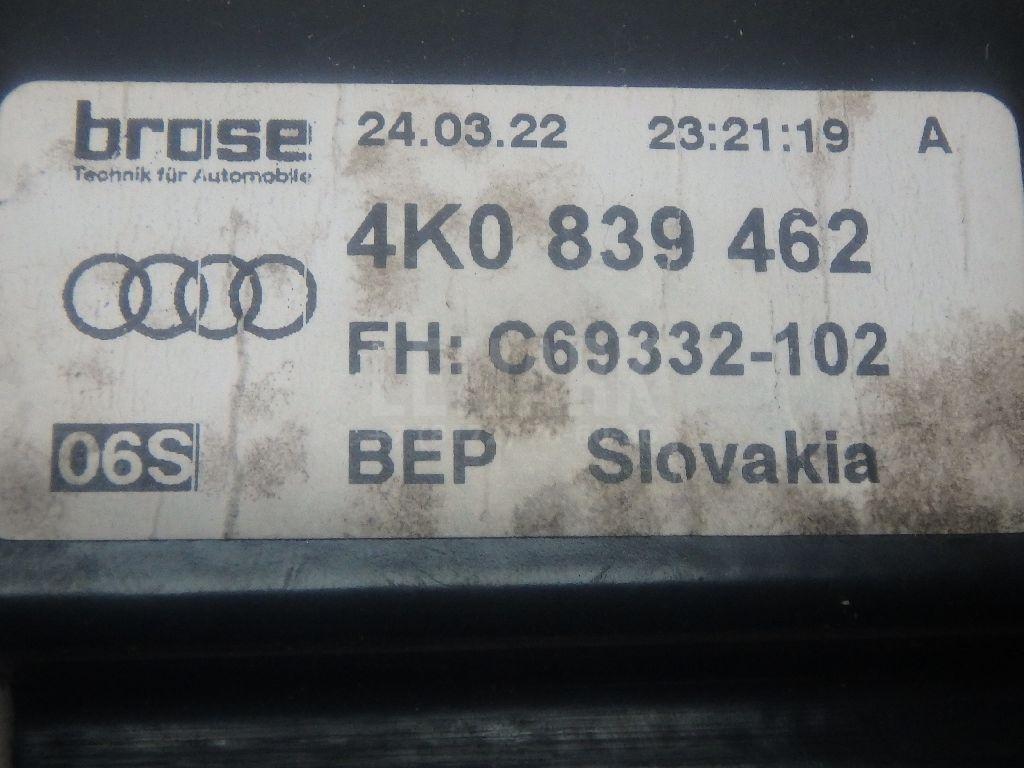 brose 24.03.22 23:21:19 A
Technik für Automobile
4K0 839 462
FH: C69332-102
06S BEP Slovakia